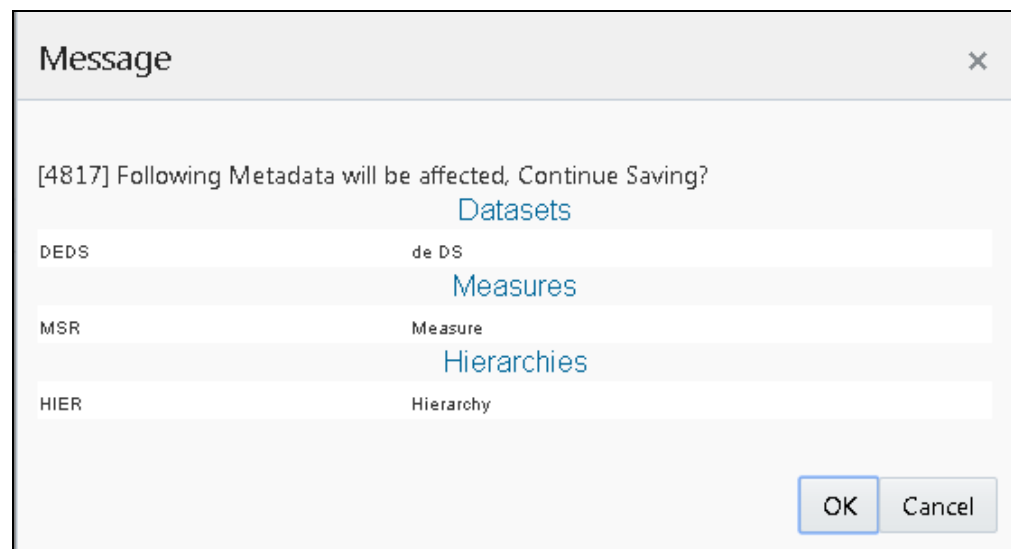 Message
[4817] Following Metadata will be affected, Continue Saving?
Datasets
DEDS de DS
Measures
MSR Measure
Hierarchies
HIER Hierarchy
OK Cancel